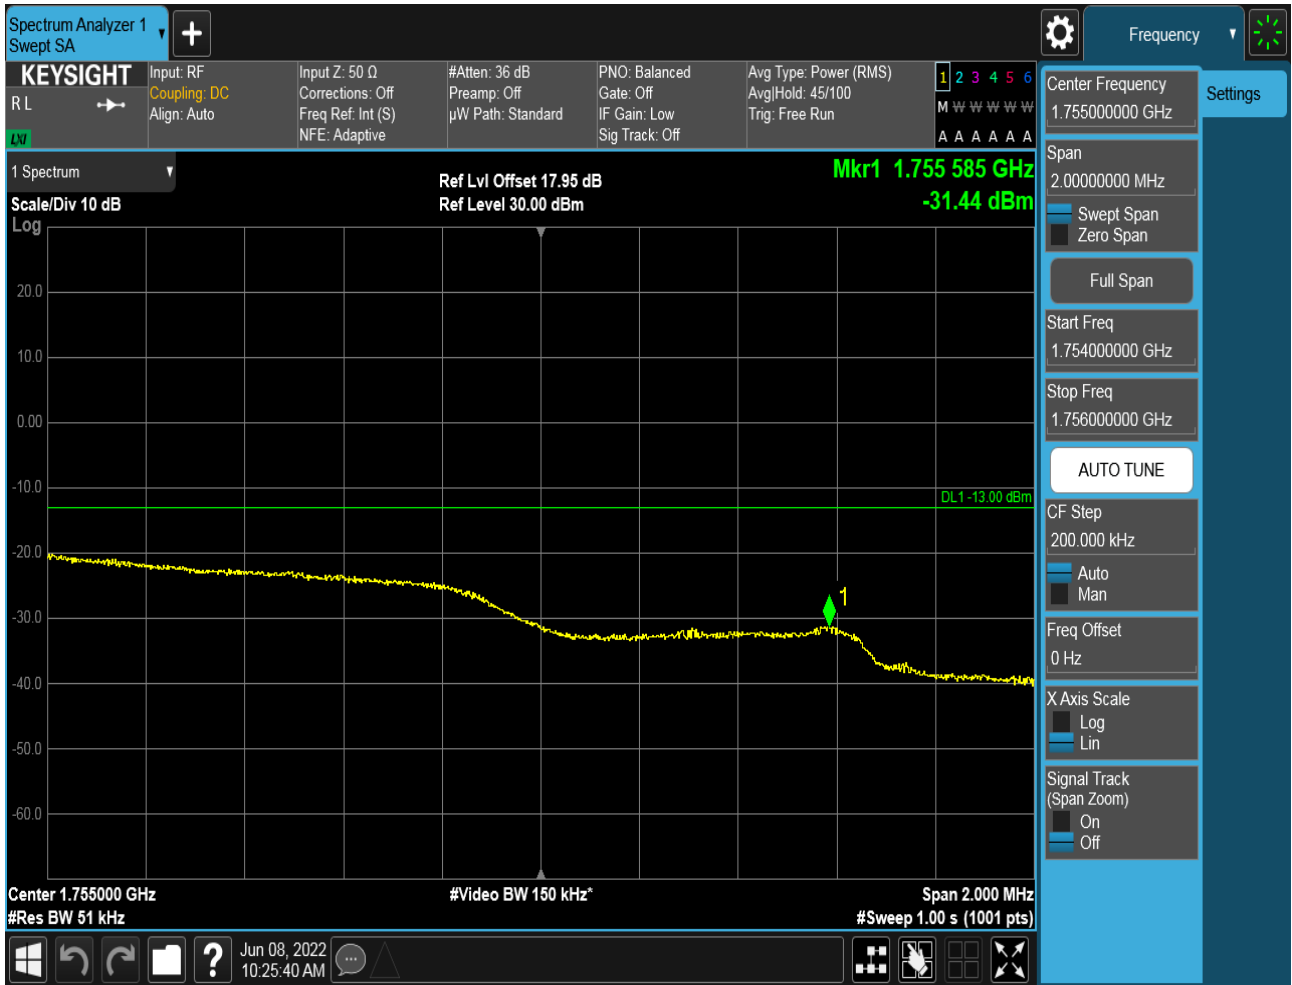 Spectrum Analyzer 1
Swept SA
Frequency
KEYSIGHT
R L
LXI
Input: RF
Coupling: DC
Align: Auto
Input Z: 50 Ω
Corrections: Off
Freq Ref: Int (S)
NFE: Adaptive
#Atten: 36 dB
Preamp: Off
µW Path: Standard
PNO: Balanced
Gate: Off
IF Gain: Low
Sig Track: Off
Avg Type: Power (RMS)
Avg|Hold: 45/100
Trig: Free Run
1 2 3 4 5 6
M W W W W W
A A A A A A
1 Spectrum
Scale/Div 10 dB
Log
Ref Lvl Offset 17.95 dB
Ref Level 30.00 dBm
Mkr1 1.755 585 GHz
-31.44 dBm
20.0
10.0
0.00
-10.0
-20.0
-30.0
-40.0
-50.0
-60.0
DL1 -13.00 dBm
1
Center 1.755000 GHz
#Res BW 51 kHz
#Video BW 150 kHz*
Span 2.000 MHz
#Sweep 1.00 s (1001 pts)
?
Jun 08, 2022
10:25:40 AM
Center Frequency
1.755000000 GHz
Span
2.00000000 MHz
Swept Span
Zero Span
Full Span
Start Freq
1.754000000 GHz
Stop Freq
1.756000000 GHz
AUTO TUNE
CF Step
200.000 kHz
Auto
Man
Freq Offset
0 Hz
X Axis Scale
Log
Lin
Signal Track
(Span Zoom)
On
Off
Settings